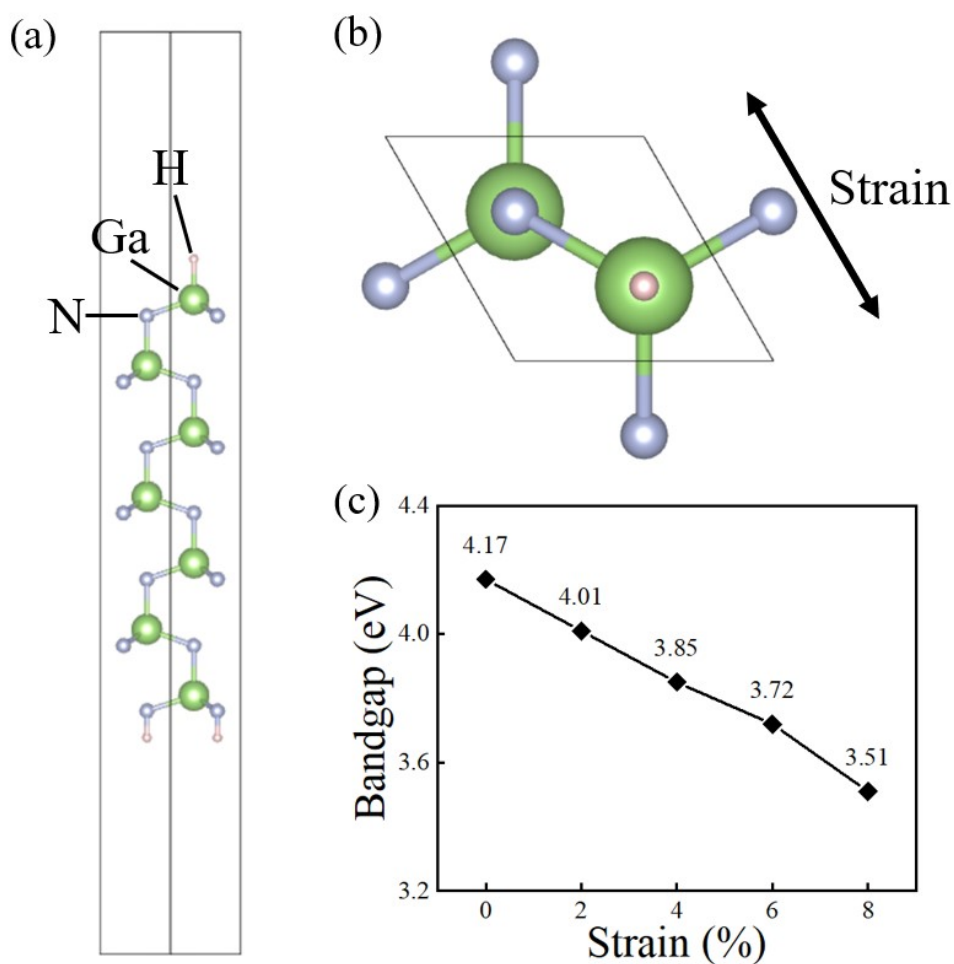 (a)
H
Ga
N
(b)
Strain
(c)
4.4
4.0
3.6
3.2
Bandgap (eV)
4.17
4.01
3.85
3.72
3.51
0 2 4 6 8
Strain (%)